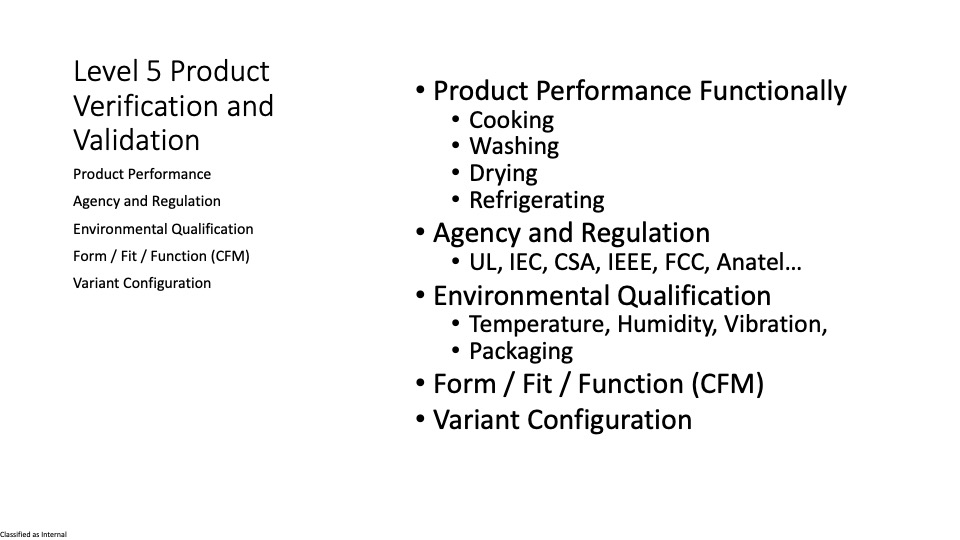 Level 5 Product
Verification and
Validation
Product Performance
Agency and Regulation
Environmental Qualification
Form / Fit / Function (CFM)
Variant Configuration
• Product Performance Functionally
• Cooking
• Washing
• Drying
• Refrigerating
• Agency and Regulation
• UL, IEC, CSA, IEEE, FCC, Anatel...
• Environmental Qualification
• Temperature, Humidity, Vibration,
• Packaging
• Form / Fit / Function (CFM)
• Variant Configuration
Classified as Internal